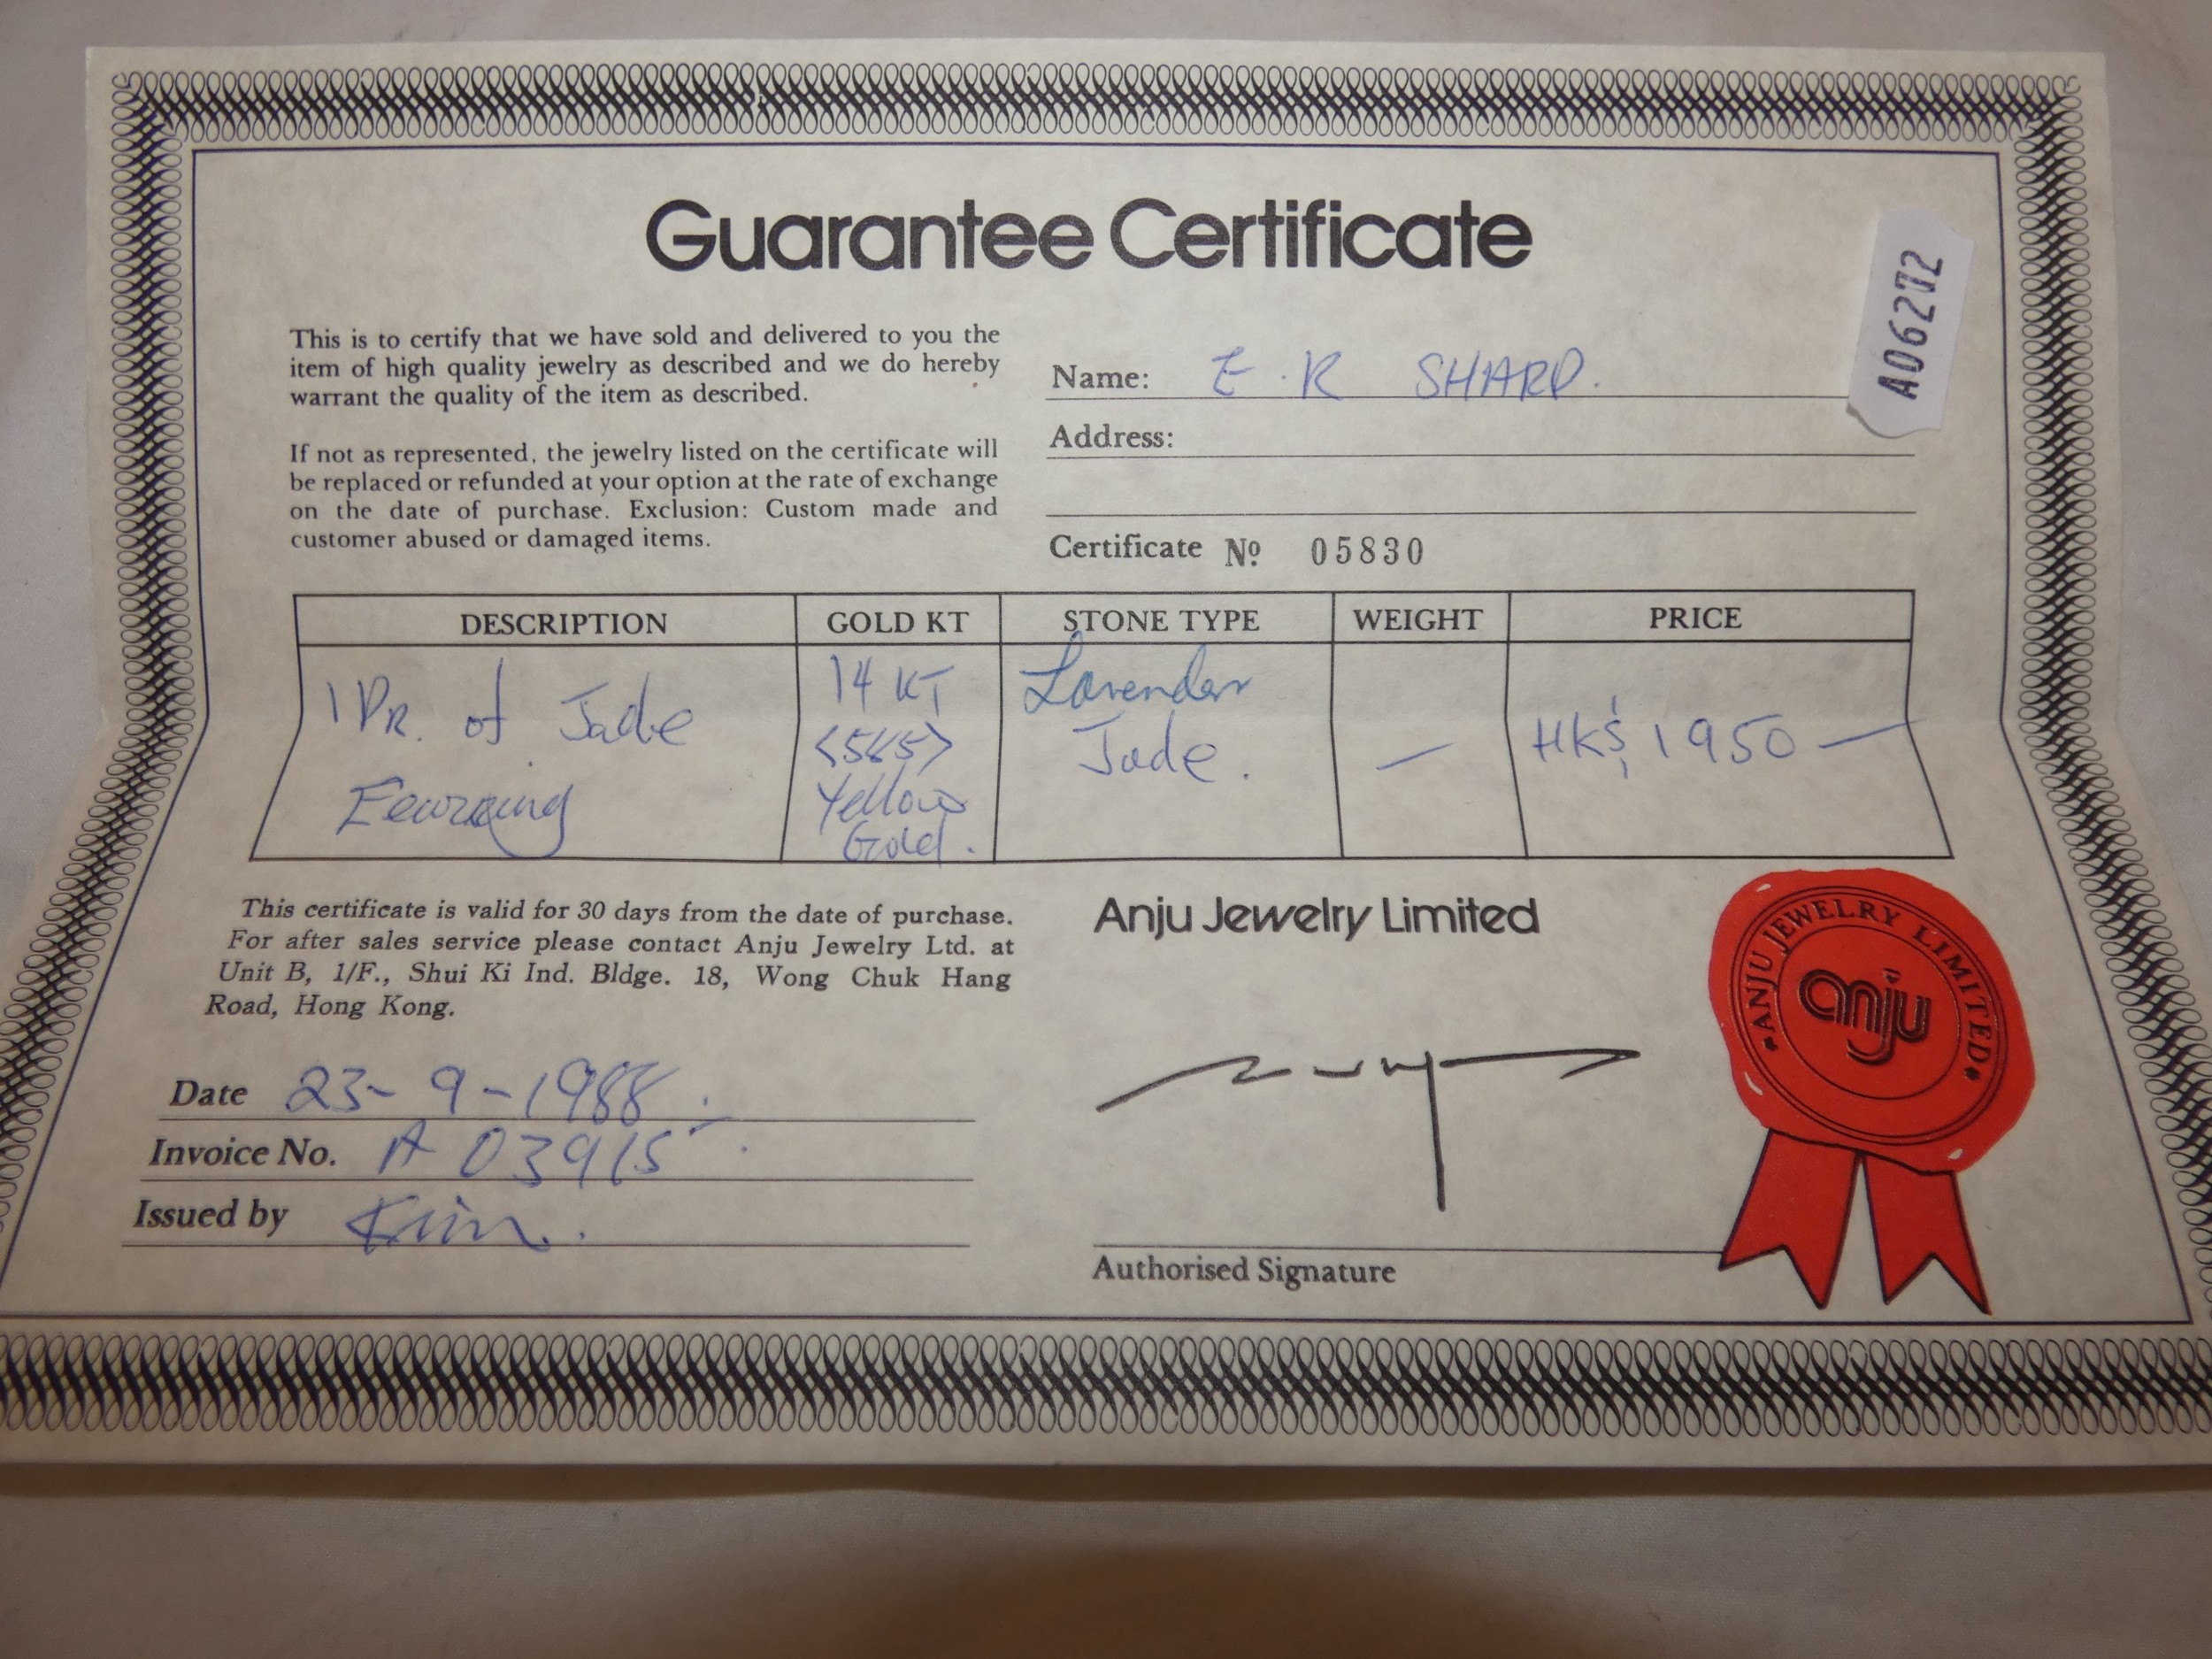 Guarantee Certificate
This is to certify that we have sold and delivered to you the
item of high quality jewelry as described and we do hereby
warrant the quality of the item as described.
If not as represented, the jewelry listed on the certificate will
be replaced or refunded at your option at the rate of exchange
on the date of purchase. Exclusion: Custom made and
customer abused or damaged items.
A06272
Name: E.R SHARP.
Address:
Certificate No 05830
DESCRIPTION GOLD KT STONE TYPE WEIGHT PRICE
1 PR. of Jade
Earring
14 KT
<585>
Yellow
Gold.
Lavender
Jade.
—
HK$ 1950 —
This certificate is valid for 30 days from the date of purchase.
For after sales service please contact Anju Jewelry Ltd. at
Unit B, 1/F., Shui Ki Ind. Bldge. 18, Wong Chuk Hang
Road, Hong Kong.
Date 23-9-1988.
Invoice No. A 03915
Issued by Kim.
Anju Jewelry Limited
Authorised Signature
ANJU JEWELRY LIMITED
anju